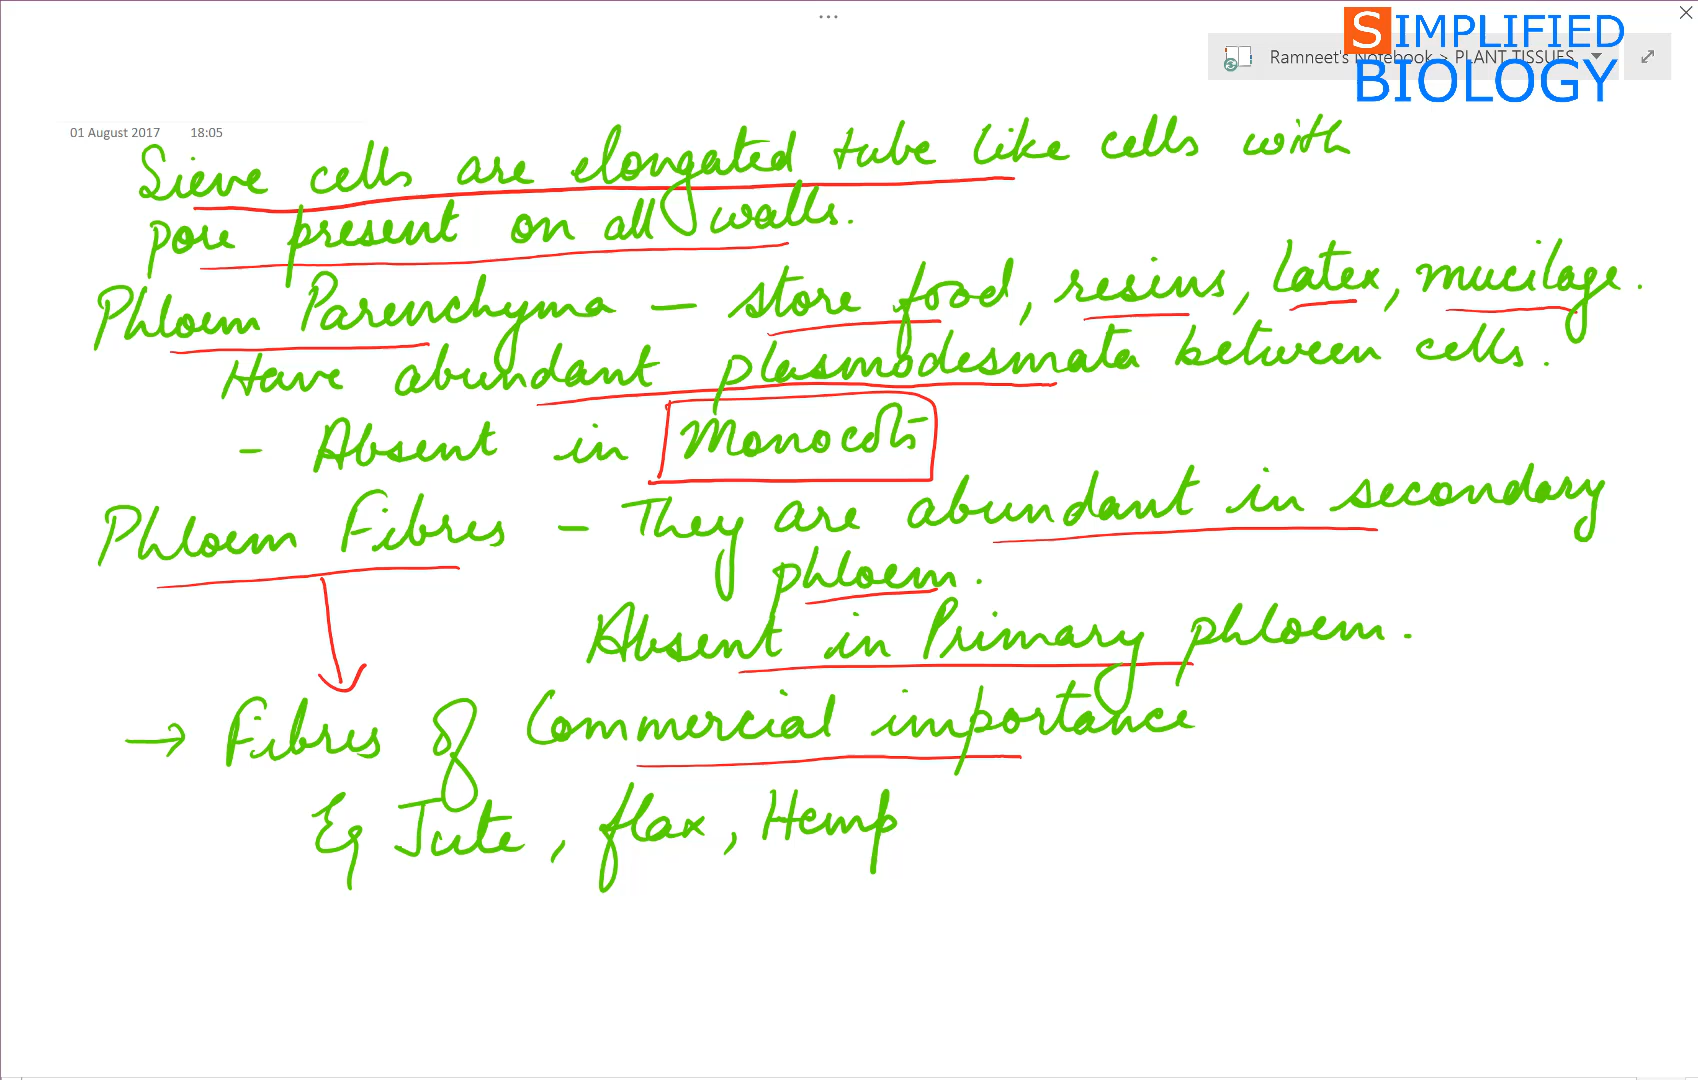 SIMPLIFIED
Ramneet's Notebook > PLANT TISSUES
BIOLOGY
01 August 2017 18:05
Sieve cells are elongated tube like cells with
pore present on all walls.
Phloem Parenchyma - store food, resins, latex, mucilage.
Have abundant plasmodesmata between cells.
- Absent in Monocots
Phloem Fibres - They are abundant in secondary
phloem.
Absent in Primary phloem.
→ Fibres of Commercial importance
Eg Jute, flax, Hemp